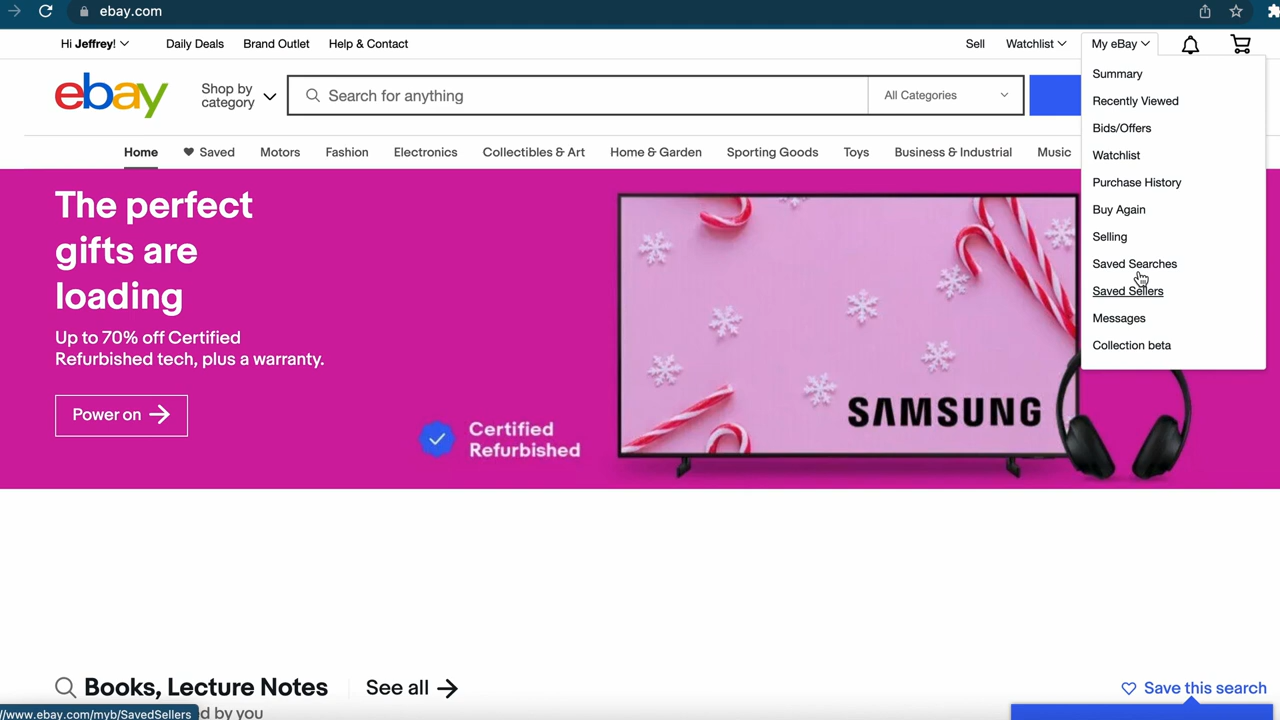 ebay.com
Hi Jeffrey!
Daily Deals
Brand Outlet
Help & Contact
Sell
Watchlist
My eBay
ebay
Shop by
category
Search for anything
All Categories
Home
Saved
Motors
Fashion
Electronics
Collectibles & Art
Home & Garden
Sporting Goods
Toys
Business & Industrial
Music
Summary
Recently Viewed
Bids/Offers
Watchlist
Purchase History
Buy Again
Selling
Saved Searches
Saved Sellers
Messages
Collection beta
The perfect
gifts are
loading
Up to 70% off Certified
Refurbished tech, plus a warranty.
Power on
Certified
Refurbished
SAMSUNG
Books, Lecture Notes
See all
Save this search
//www.ebay.com/myb/SavedSellers
d by you